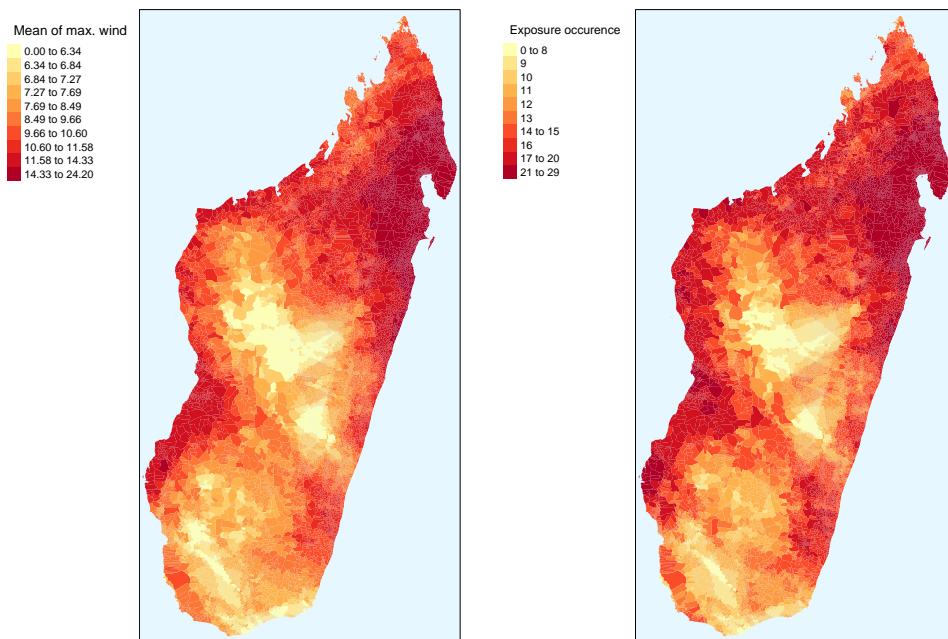 Mean of max. wind
0.00 to 6.34
6.34 to 6.84
6.84 to 7.27
7.27 to 7.69
7.69 to 8.49
8.49 to 9.66
9.66 to 10.60
10.60 to 11.58
11.58 to 14.33
14.33 to 24.20
Exposure occurence
0 to 8
9
10
11
12
13
14 to 15
16
17 to 20
21 to 29